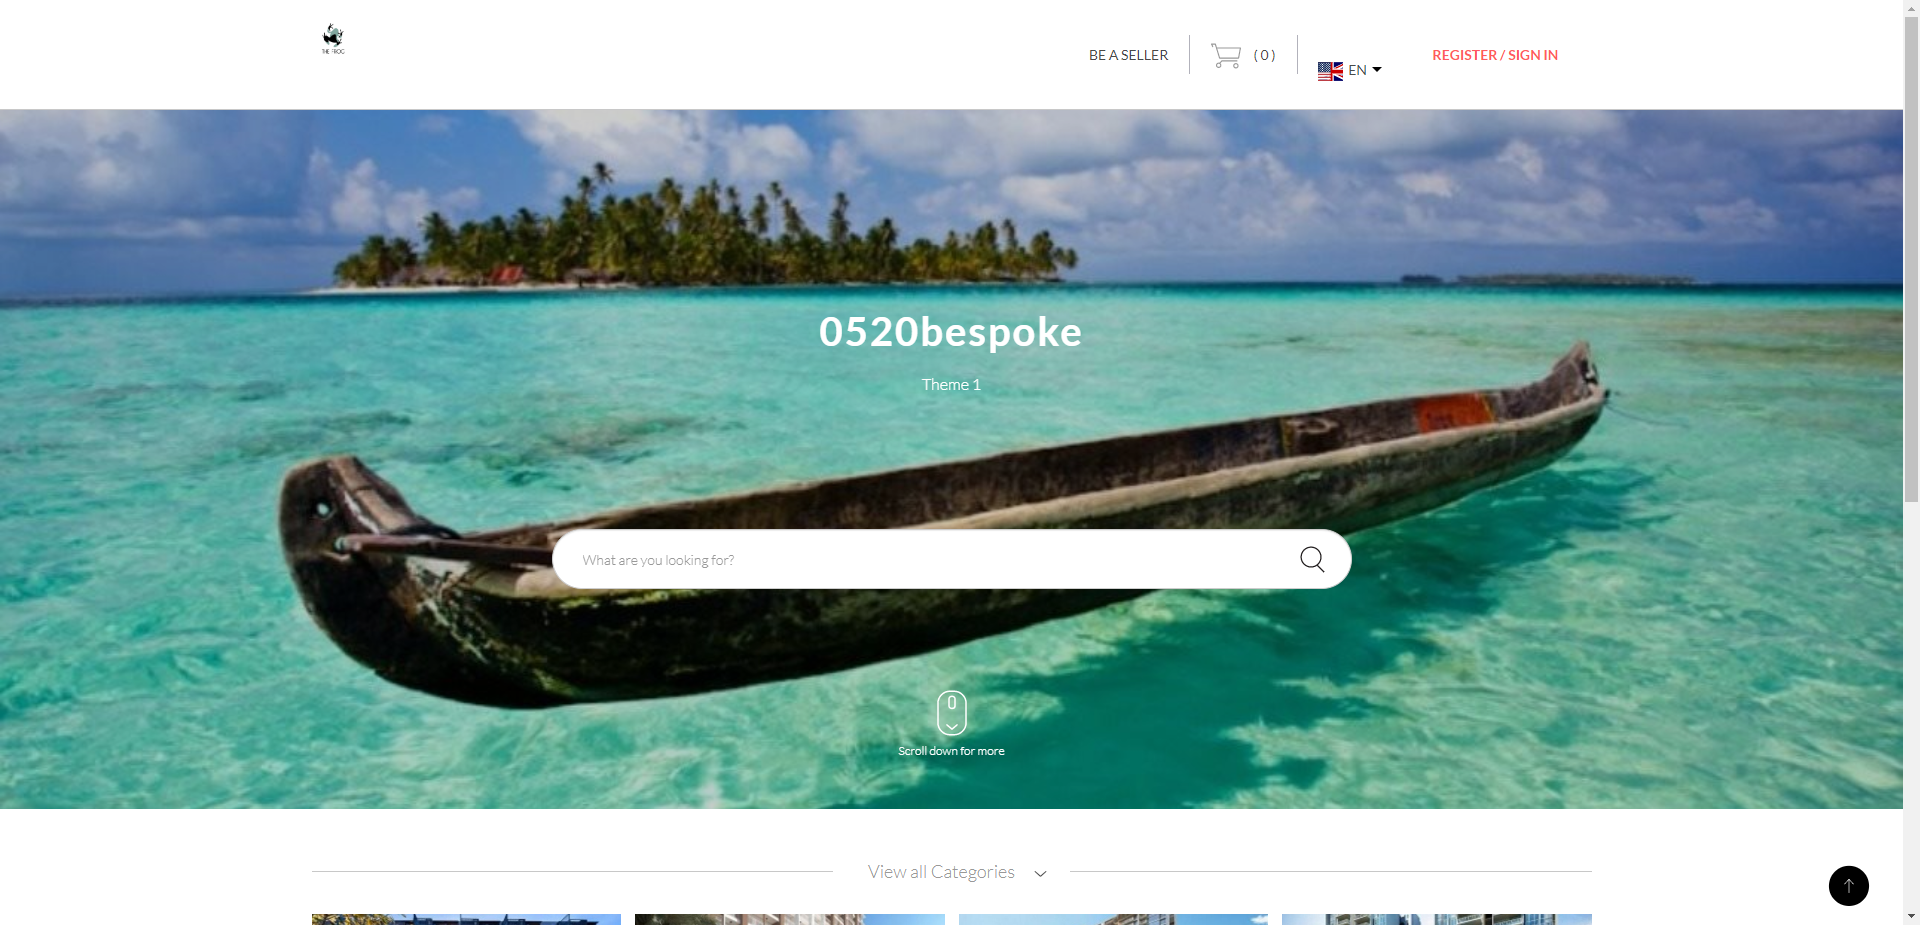 THE FROG
BE A SELLER
( 0 )
EN
REGISTER / SIGN IN
0520bespoke
Theme 1
What are you looking for?
Scroll down for more
View all Categories